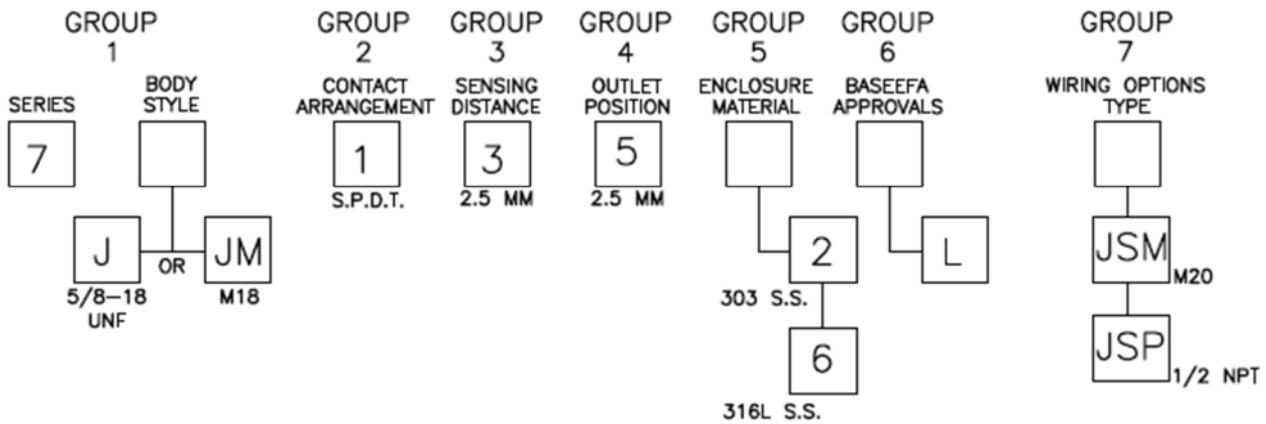 GROUP 1
GROUP 2
GROUP 3
GROUP 4
GROUP 5
GROUP 6
GROUP 7
SERIES
BODY STYLE
CONTACT ARRANGEMENT
SENSING DISTANCE
OUTLET POSITION
ENCLOSURE MATERIAL
BASEEFA APPROVALS
WIRING OPTIONS TYPE
7
1
3
5
S.P.D.T.
2.5 MM
2.5 MM
J
OR
JM
2
L
JSM
M20
5/8-18
UNF
M18
303 S.S.
6
JSP
1/2 NPT
316L S.S.